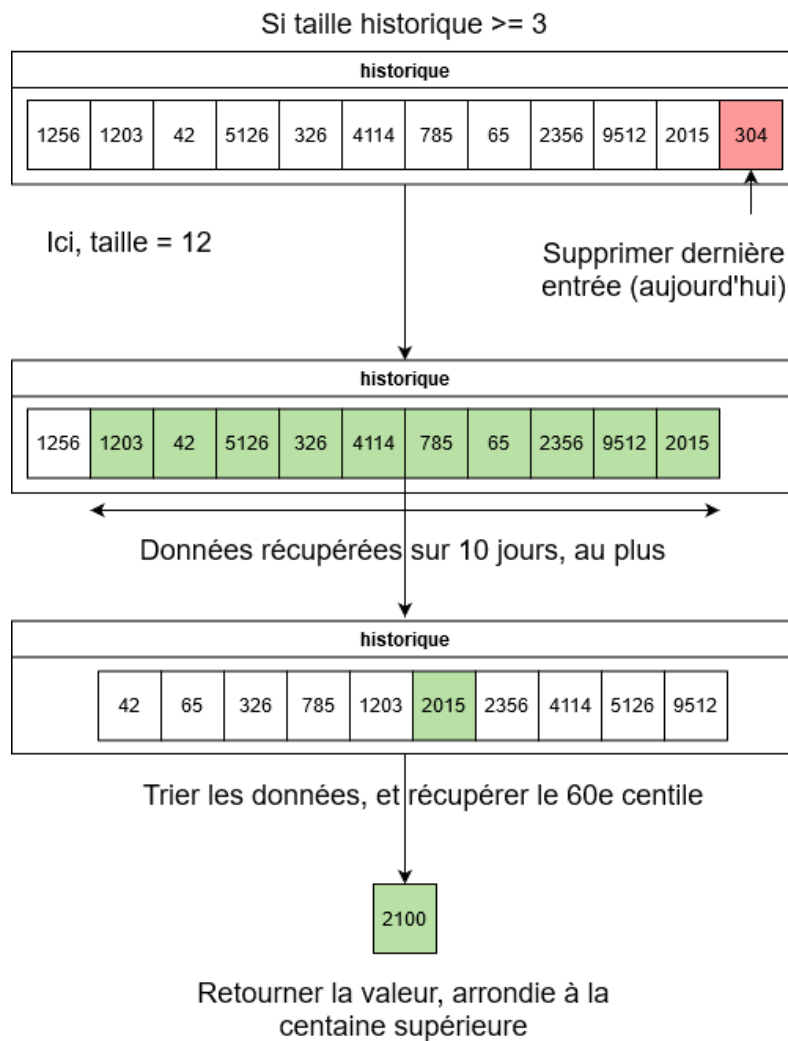 Si taille historique >= 3
historique
1256 1203 42 5126 326 4114 785 65 2356 9512 2015 304
Ici, taille = 12
Supprimer dernière
entrée (aujourd'hui)
historique
1256 1203 42 5126 326 4114 785 65 2356 9512 2015
Données récupérées sur 10 jours, au plus
historique
42 65 326 785 1203 2015 2356 4114 5126 9512
Trier les données, et récupérer le 60e centile
2100
Retourner la valeur, arrondie à la
centaine supérieure